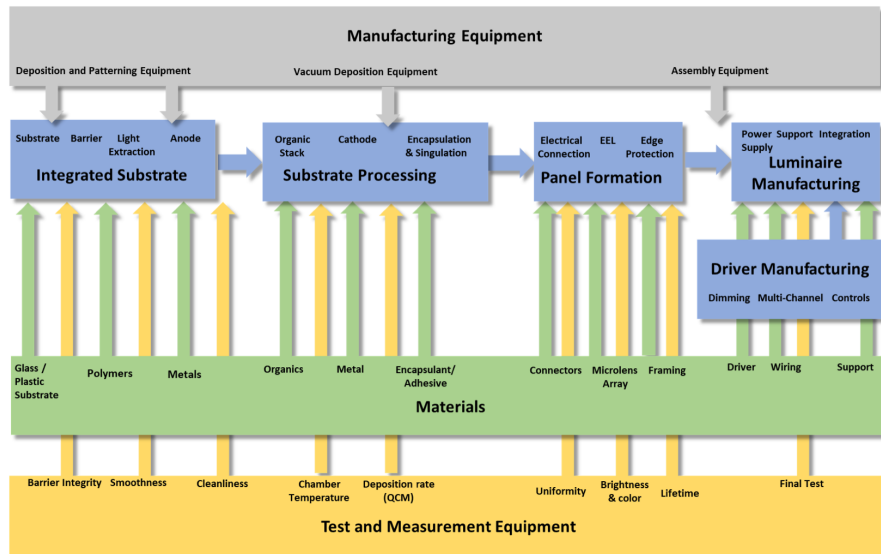 Manufacturing Equipment
Deposition and Patterning Equipment
Vacuum Deposition Equipment
Assembly Equipment
Substrate Barrier Light Extraction Anode
Integrated Substrate
Organic Stack Cathode Encapsulation & Singulation
Substrate Processing
Electrical Connection EEL Edge Protection
Panel Formation
Power Supply Support Integration
Luminaire
Manufacturing
Driver Manufacturing
Dimming Multi-Channel Controls
Glass /
Plastic
Substrate
Polymers
Metals
Organics
Metal
Encapsulant/
Adhesive
Connectors
Microlens
Array
Framing
Driver
Wiring
Support
Materials
Barrier Integrity
Smoothness
Cleanliness
Chamber
Temperature
Deposition rate
(QCM)
Uniformity
Brightness
& color
Lifetime
Final Test
Test and Measurement Equipment